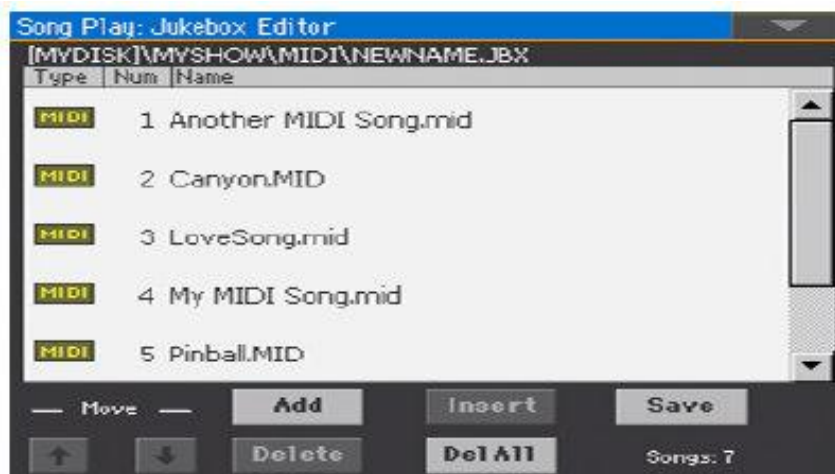 Song Play: Jukebox Editor
[MYDISK]\MYSHOW\MIDI\NEWNAME.JBX
Type Num Name
MIDI 1 Another MIDI Song.mid
MIDI 2 Canyon.MID
MIDI 3 LoveSong.mid
MIDI 4 My MIDI Song.mid
MIDI 5 Pinball.MID
Move Add Insert Save
Delete Del All Songs: 7